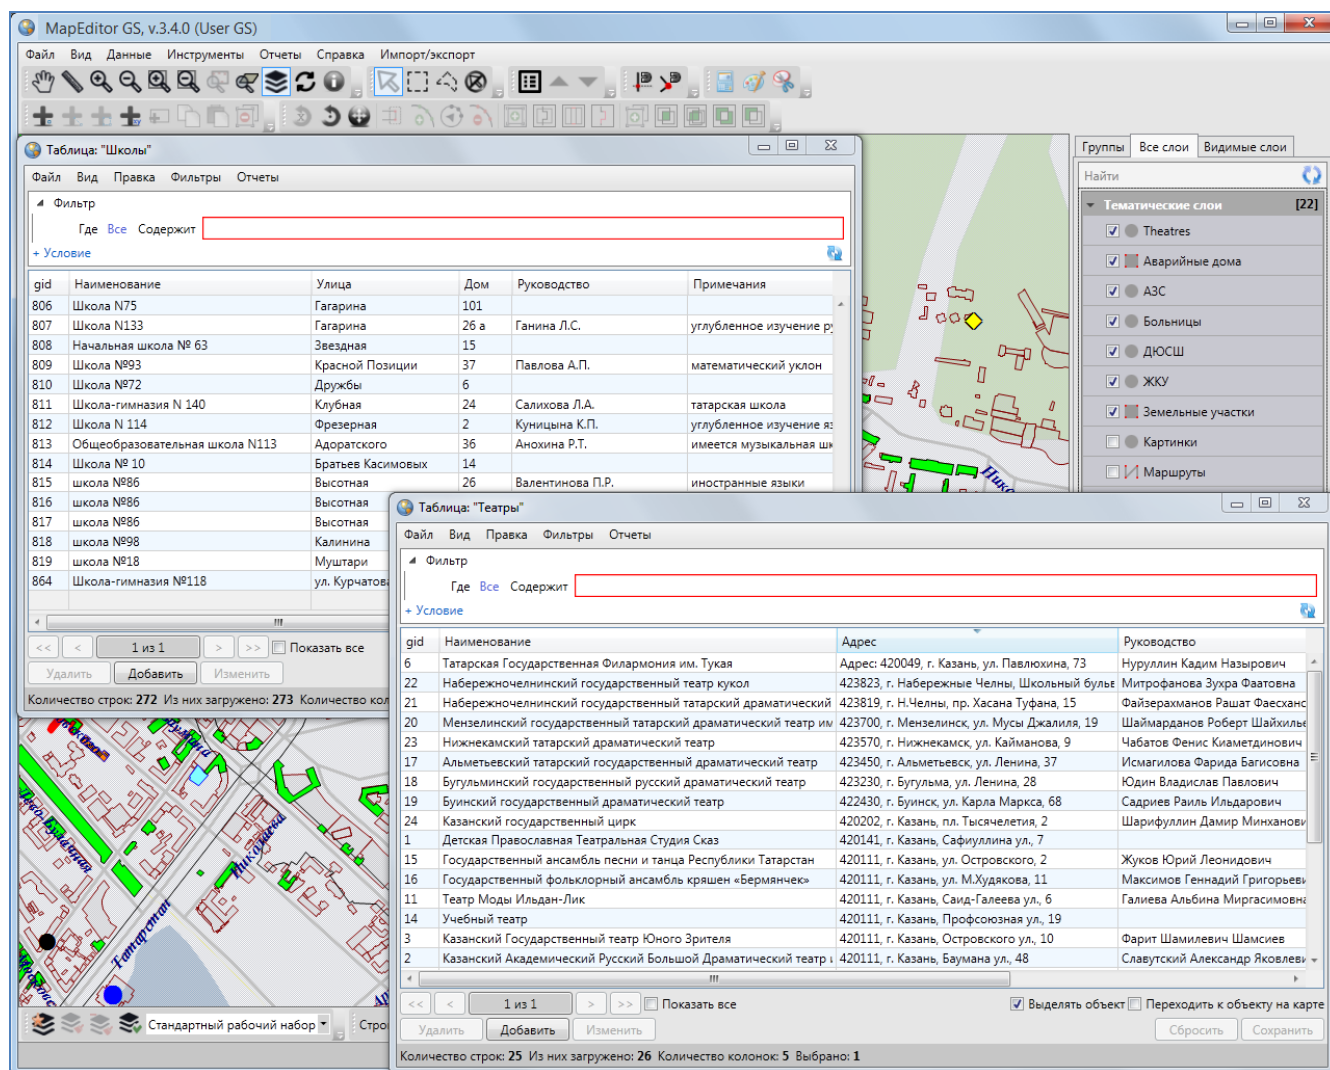 MapEditor GS, v.3.4.0 (User GS)
Файл Вид Данные Инструменты Отчеты Справка Импорт/экспорт
Таблица: "Школы"
Файл Вид Правка Фильтры Отчеты
Фильтр
Где Все Содержит
+ Условие
gid Наименование Улица Дом Руководство Примечания
806 Школа N75 Гагарина 101
807 Школа N133 Гагарина 26 а Ганина Л.С. углубленное изучение ру
808 Начальная школа № 63 Звездная 15
809 Школа №93 Красной Позиции 37 Павлова А.П. математический уклон
810 Школа №72 Дружбы 6
811 Школа-гимназия N 140 Клубная 24 Салихова Л.А. татарская школа
812 Школа N 114 Фрезерная 2 Куницына К.П. углубленное изучение яз
813 Общеобразовательная школа N113 Адоратского 36 Анохина Р.Т. имеется музыкальная шк
814 Школа № 10 Братьев Касимовых 14
815 школа №86 Высотная 26 Валентинова П.Р. иностранные языки
816 школа №86 Высотная
817 школа №86 Высотная
818 школа №98 Калинина
819 школа №18 Муштари
864 Школа-гимназия №118 ул. Курчатова
<< < 1 из 1 > >> Показать все
Удалить Добавить Изменить
Количество строк: 272 Из них загружено: 273 Количество кол
Группы Все слои Видимые слои
Найти
Тематические слои [22]
Theatres
Аварийные дома
АЗС
Больницы
ДЮСШ
ЖКУ
Земельные участки
Картинки
Маршруты
Таблица: "Театры"
Файл Вид Правка Фильтры Отчеты
Фильтр
Где Все Содержит
+ Условие
gid Наименование Адрес Руководство
6 Татарская Государственная Филармония им. Тукая Адрес: 420049, г. Казань, ул. Павлюхина, 73 Нуруллин Кадим Назырович
22 Набережночелнинский государственный театр кукол 423823, г. Набережные Челны, Школьный бульв Митрофанова Зухра Фаатовна
21 Набережночелнинский государственный татарский драматический 423819, г. Н.Челны, пр. Хасана Туфана, 15 Файзерахманов Рашат Фаесханс
20 Мензелинский государственный татарский драматический театр им 423700, г. Мензелинск, ул. Мусы Джалиля, 19 Шаймарданов Роберт Шайхилье
23 Нижнекамский татарский драматический театр 423570, г. Нижнекамск, ул. Кайманова, 9 Чабатов Фенис Киаметдинович
17 Альметьевский татарский государственный драматический театр 423450, г. Альметьевск, ул. Ленина, 37 Исмагилова Фарида Багисовна
18 Бугульминский государственный русский драматический театр 423230, г. Бугульма, ул. Ленина, 28 Юдин Владислав Павлович
19 Буинский государственный драматический театр 422430, г. Буинск, ул. Карла Маркса, 68 Садриев Раиль Ильдарович
24 Казанский государственный цирк 420202, г. Казань, пл. Тысячелетия, 2 Шарифуллин Дамир Минханови
1 Детская Православная Театральная Студия Сказ 420141, г. Казань, Сафиуллина ул., 7
15 Государственный ансамбль песни и танца Республики Татарстан 420111, г. Казань, ул. Островского, 2 Жуков Юрий Леонидович
16 Государственный фольклорный ансамбль кряшен «Бермянчек» 420111, г. Казань, ул. М.Худякова, 11 Максимов Геннадий Григорьеви
11 Театр Моды Ильдан-Лик 420111, г. Казань, Саид-Галеева ул., 6 Галиева Альбина Миргасимовна
14 Учебный театр 420111, г. Казань, Профсоюзная ул., 19
3 Казанский Государственный театр Юного Зрителя 420111, г. Казань, Островского ул., 10 Фарит Шамилевич Шамсиев
2 Казанский Академический Русский Большой Драматический театр и 420111, г. Казань, Баумана ул., 48 Славутский Александр Яковлеви
<< < 1 из 1 > >> Показать все Выделять объект Переходить к объекту на карте
Удалить Добавить Изменить Сбросить Сохранить
Количество строк: 25 Из них загружено: 26 Количество колонок: 5 Выбрано: 1
Николаева
Татарстан
Стандартный рабочий набор Стро